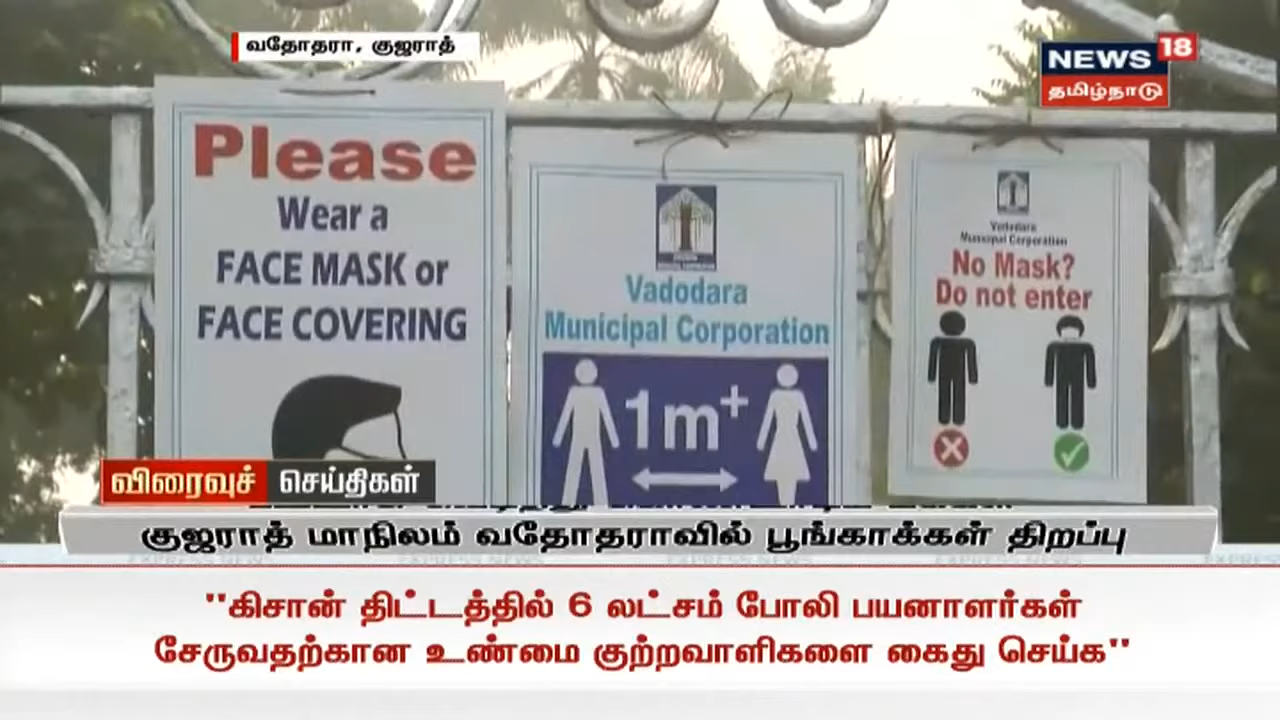 வதோதரா, குஜராத்
NEWS 18
தமிழ்நாடு
Please
Wear a
FACE MASK or
FACE COVERING
Vadodara
Municipal Corporation
1m+
Vadodara
Municipal Corporation
No Mask?
Do not enter
விரைவுச் செய்திகள்
குஜராத் மாநிலம் வதோதராவில் பூங்காக்கள் திறப்பு
EXPRESS NEWS
"கிசான் திட்டத்தில் 6 லட்சம் போலி பயனாளர்கள்
சேருவதற்கான உண்மை குற்றவாளிகளை கைது செய்க"